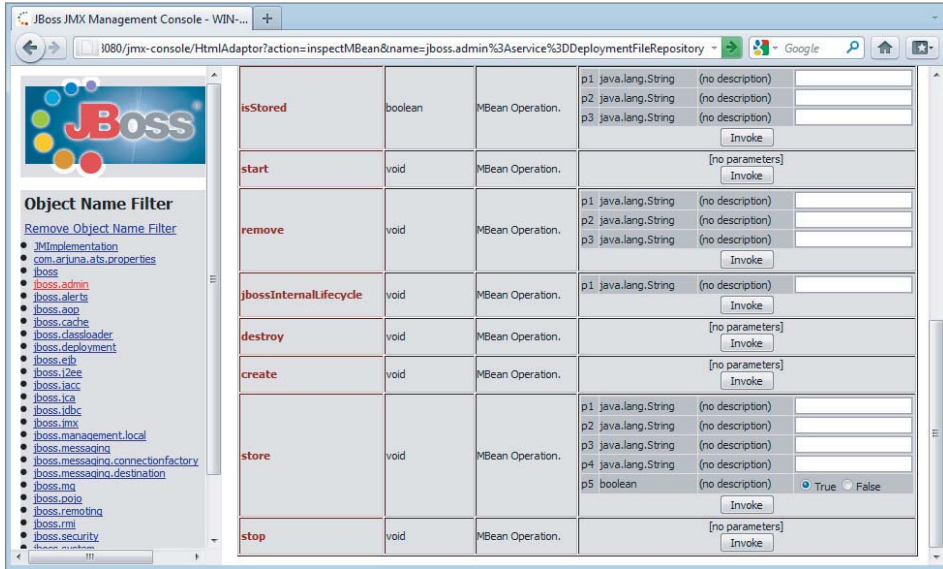 JBoss JMX Management Console - WIN-...
:8080/jmx-console/HtmlAdaptor?action=inspectMBean&name=jboss.admin%3Aservice%3DDeploymentFileRepository
Google
JBoss
Object Name Filter
Remove Object Name Filter
JMImplementation
com.arjuna.ats.properties
jboss
jboss.admin
jboss.alerts
jboss.aop
jboss.cache
jboss.classloader
jboss.deployment
jboss.ejb
jboss.j2ee
jboss.jacc
jboss.jca
jboss.jdbc
jboss.jmx
jboss.management.local
jboss.messaging
jboss.messaging.connectionfactory
jboss.messaging.destination
jboss.mq
jboss.pojo
jboss.remoting
jboss.rmi
jboss.security
jboss.system
isStored boolean MBean Operation.
p1 java.lang.String (no description)
p2 java.lang.String (no description)
p3 java.lang.String (no description)
Invoke
start void MBean Operation.
[no parameters]
Invoke
remove void MBean Operation.
p1 java.lang.String (no description)
p2 java.lang.String (no description)
p3 java.lang.String (no description)
Invoke
jbossInternalLifecycle void MBean Operation.
p1 java.lang.String (no description)
Invoke
destroy void MBean Operation.
[no parameters]
Invoke
create void MBean Operation.
[no parameters]
Invoke
store void MBean Operation.
p1 java.lang.String (no description)
p2 java.lang.String (no description)
p3 java.lang.String (no description)
p4 java.lang.String (no description)
p5 boolean (no description) True False
Invoke
stop void MBean Operation.
[no parameters]
Invoke